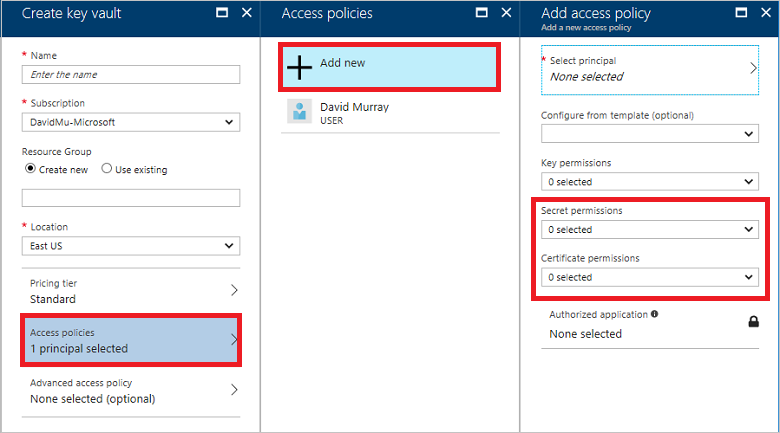 Create key vault
* Name
Enter the name
* Subscription
DavidMu-Microsoft
Resource Group
Create new Use existing
* Location
East US
Pricing tier
Standard
Access policies
1 principal selected
Advanced access policy
None selected (optional)
Access policies
Add new
David Murray
USER
Add access policy
Add a new access policy
* Select principal
None selected
Configure from template (optional)
Key permissions
0 selected
Secret permissions
0 selected
Certificate permissions
0 selected
Authorized application
None selected